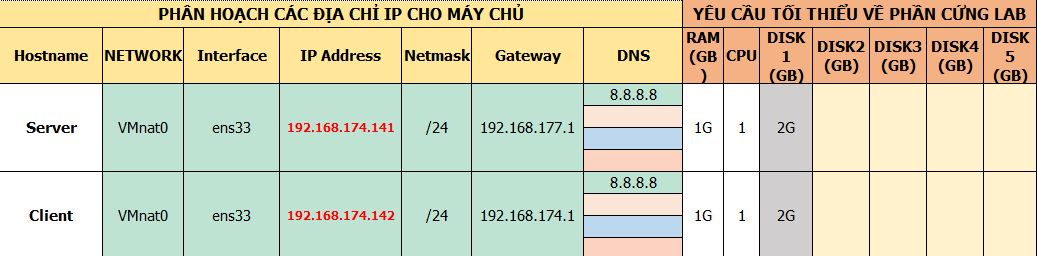 PHÂN HOẠCH CÁC ĐỊA CHỈ IP CHO MÁY CHỦ YÊU CẦU TỐI THIỂU VỀ PHẦN CỨNG LAB
Hostname NETWORK Interface IP Address Netmask Gateway DNS RAM (GB ) CPU DISK 1 (GB) DISK2 (GB) DISK3 (GB) DISK4 (GB) DISK 5 (GB)
Server VMnat0 ens33 192.168.174.141 /24 192.168.177.1 8.8.8.8 1G 1 2G
Client VMnat0 ens33 192.168.174.142 /24 192.168.174.1 8.8.8.8 1G 1 2G